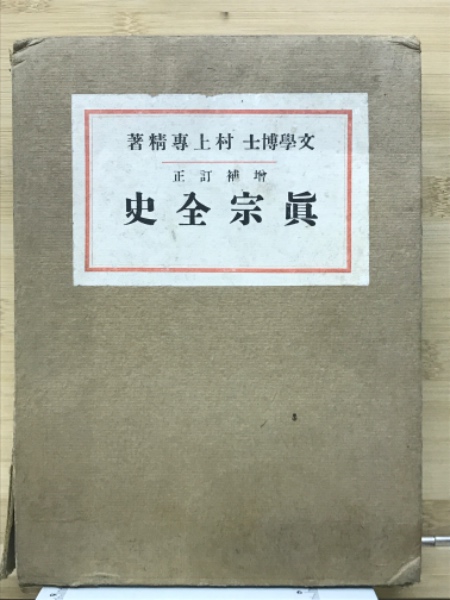 文學博士 村上專精著
增補訂正
眞宗全史